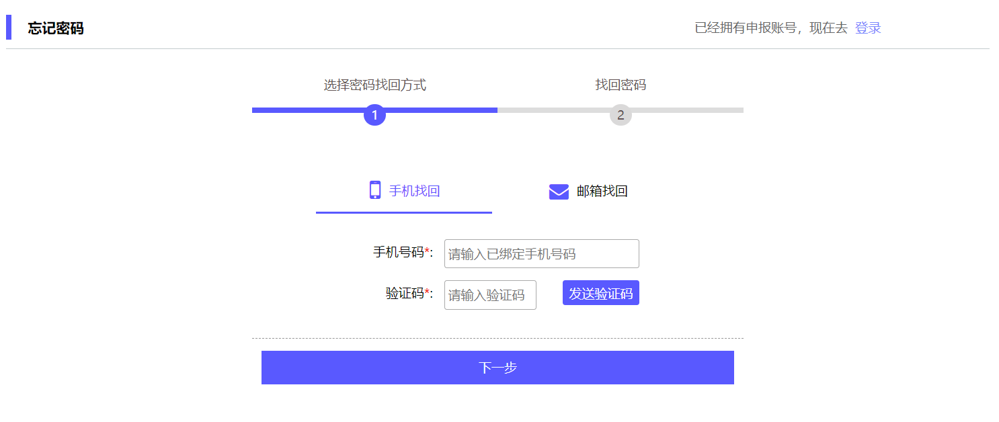 忘记密码
已经拥有申报账号，现在去 登录
选择密码找回方式
找回密码
1
2
手机找回
邮箱找回
手机号码*:
请输入已绑定手机号码
验证码*:
请输入验证码
发送验证码
下一步